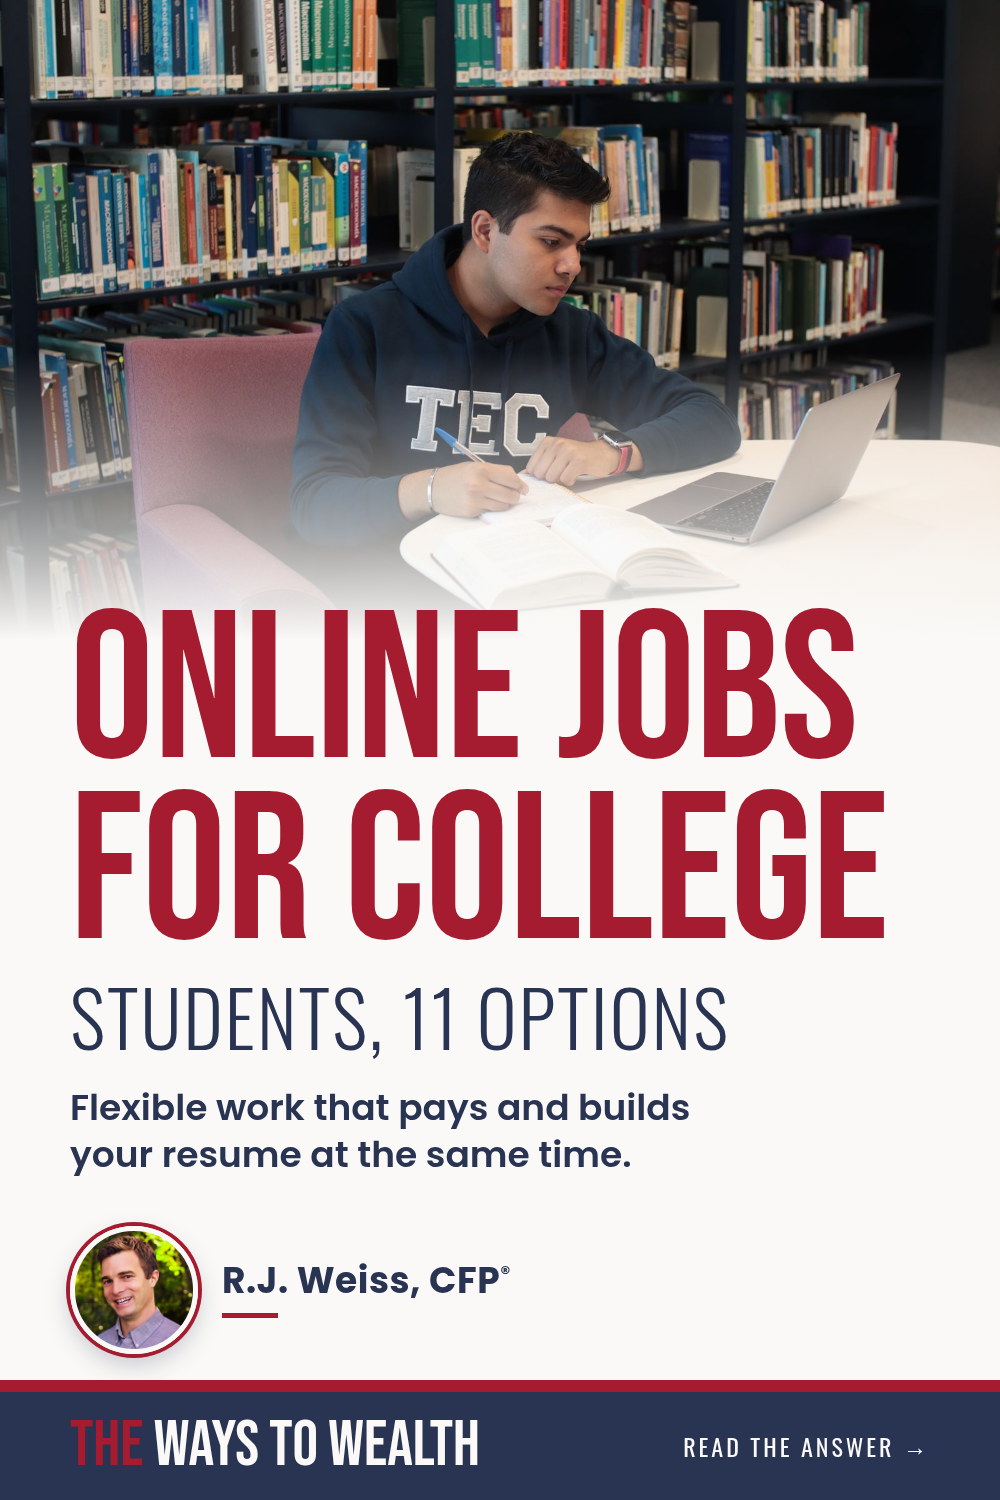 TEC
ONLINE JOBS
FOR COLLEGE
STUDENTS, 11 OPTIONS
Flexible work that pays and builds
your resume at the same time.
R.J. Weiss, CFP®
THE WAYS TO WEALTH
READ THE ANSWER →